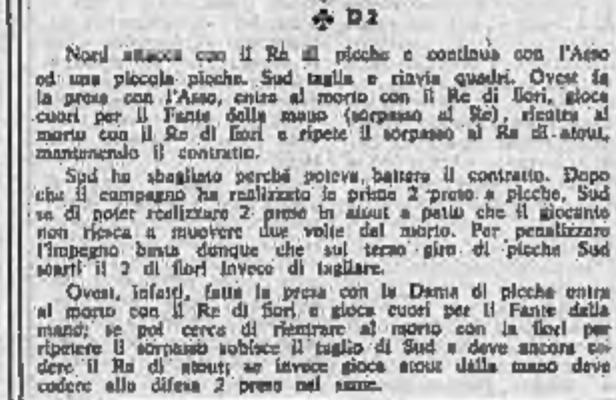 ♣ D 2
Nord attacca con il Re di picche e continua con l'Asso
ed una piccola picche. Sud taglia e rinvia quadri. Ovest fa
la presa con l'Asso, entra al morto con il Re di fiori, gioca
cuori per il Fante della mano (sorpasso al Re), rientra al
morto con il Re di fiori e ripete il sorpasso al Re di atout,
mantenendo il contratto.
Sud ha sbagliato perché poteva battere il contratto. Dopo
che il compagno ha realizzato le prime 2 prese a picche, Sud
sa di poter realizzare 2 prese in atout a patto che il giocante
non riesca a muovere due volte dal morto. Per penalizzare
l'impegno basta dunque che sul terzo giro di picche Sud
scarti il 2 di fiori invece di tagliare.
Ovest, infatti, fatta la presa con la Dama di picche entra
al morto con il Re di fiori e gioca cuori per il Fante della
mano; se poi cerca di rientrare al morto con la fiori per
ripetere il sorpasso subisce il taglio di Sud e deve ancora ce-
dere il Re di atout; se invece gioca atout dalla mano deve
cedere alla difesa 2 prese nel